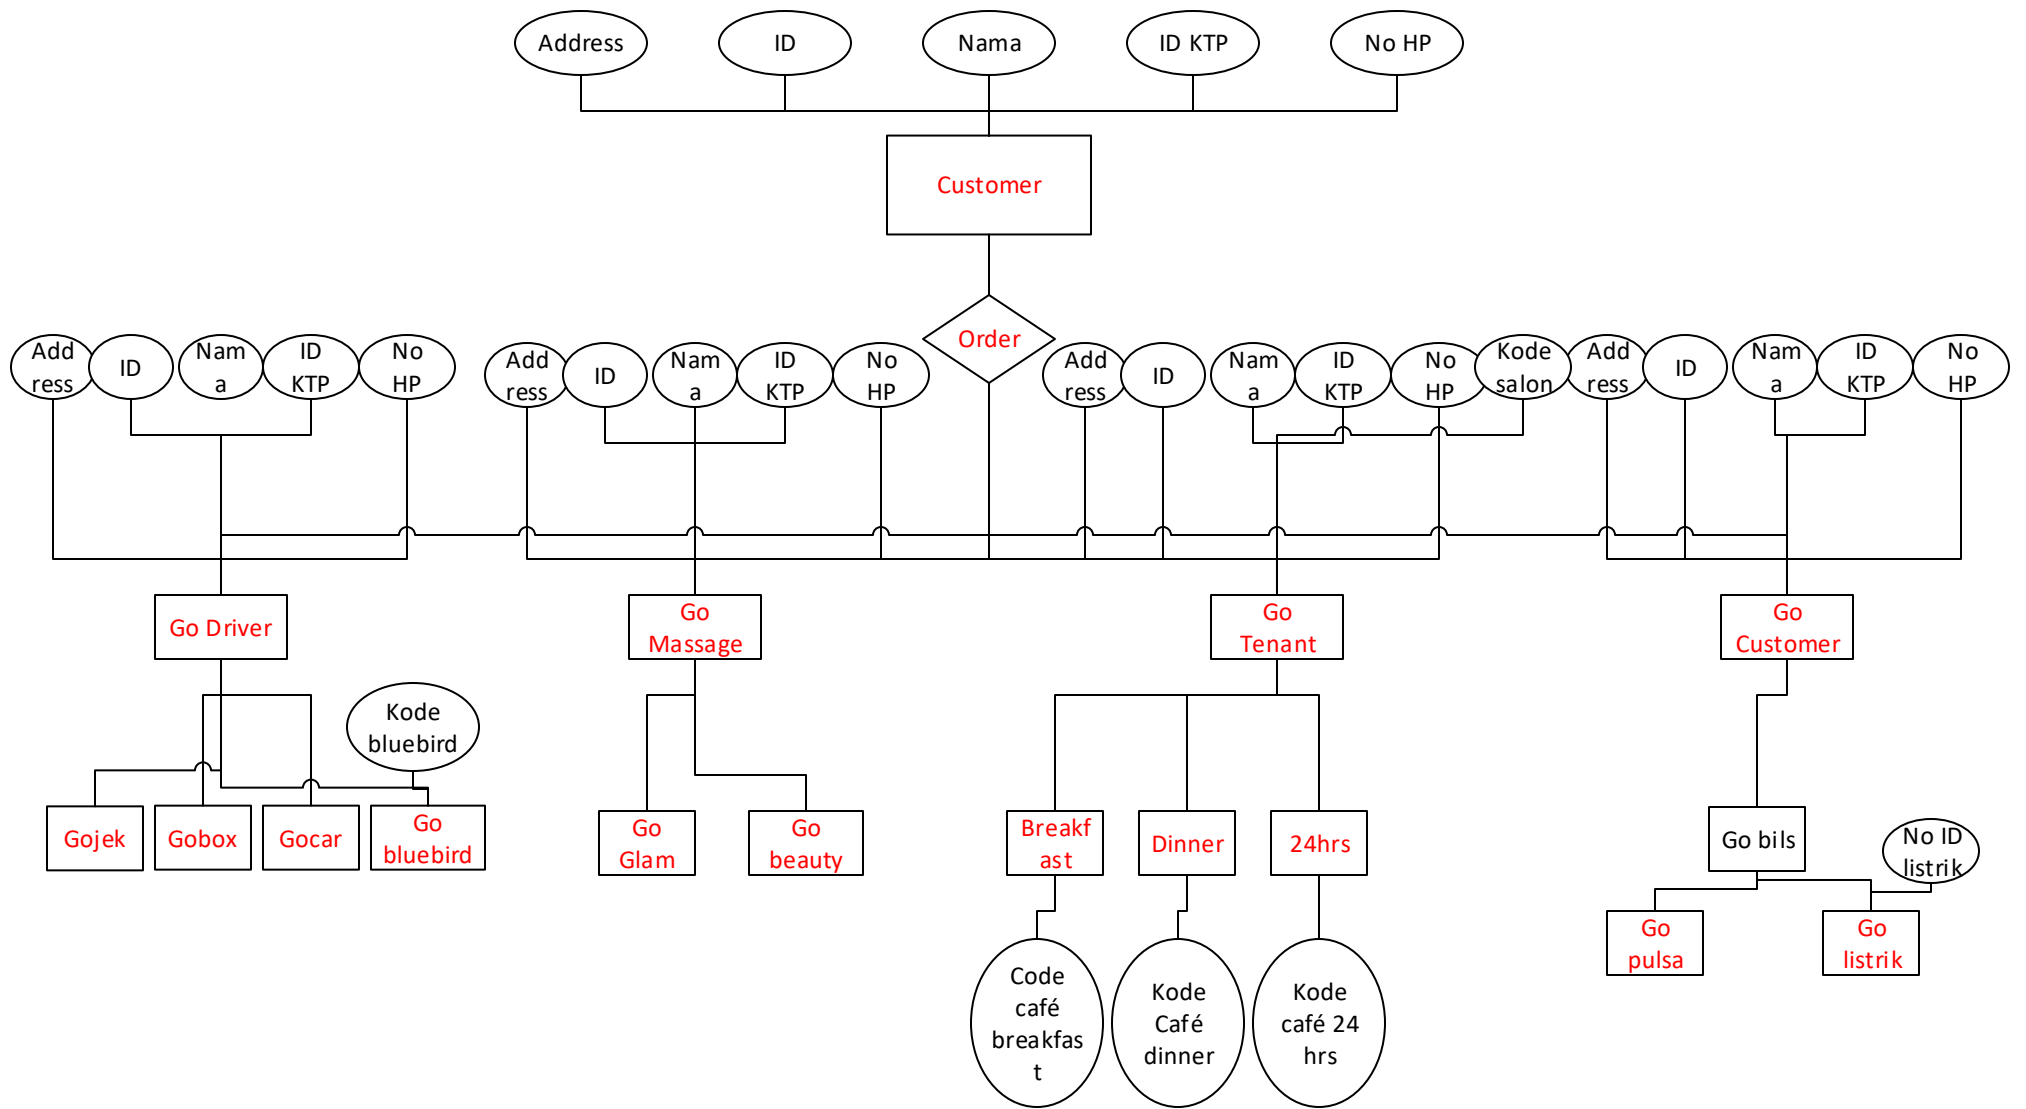 Address
ID
Nama
ID KTP
No HP
Customer
Order
Add
ress
ID
Nam
a
ID
KTP
No
HP
Add
ress
ID
Nam
a
ID
KTP
No
HP
Add
ress
ID
Nam
a
ID
KTP
No
HP
Kode
salon
Add
ress
ID
Nam
a
ID
KTP
No
HP
Go Driver
Go
Massage
Go
Tenant
Go
Customer
Kode
bluebird
Gojek
Gobox
Gocar
Go
bluebird
Go
Glam
Go
beauty
Breakf
ast
Dinner
24hrs
Go bils
No ID
listrik
Go
pulsa
Go
listrik
Code
café
breakfas
t
Kode
Café
dinner
Kode
café 24
hrs